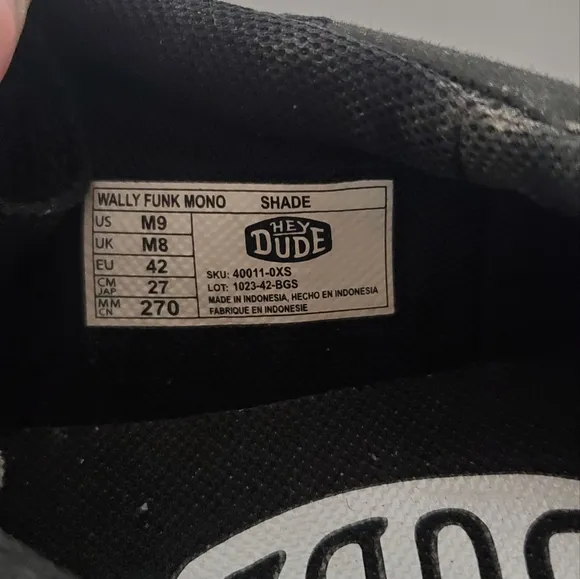 WALLY FUNK MONO SHADE
US M9
UK M8
EU 42
CM JAP 27
MM CN 270
HEY
DUDE
SKU: 40011-0XS
LOT: 1023-42-BGS
MADE IN INDONESIA, HECHO EN INDONESIA
FABRIQUE EN INDONESIE